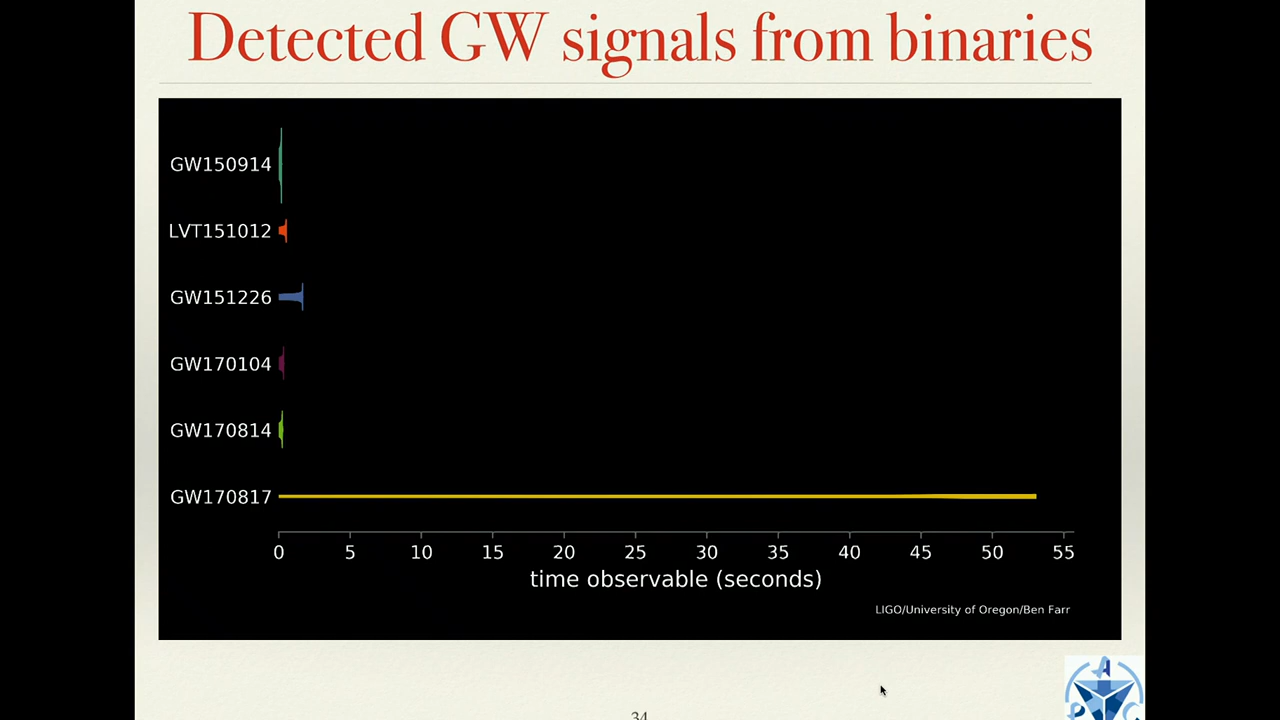 Detected GW signals from binaries
GW150914
LVT151012
GW151226
GW170104
GW170814
GW170817
0 5 10 15 20 25 30 35 40 45 50 55
time observable (seconds)
LIGO/University of Oregon/Ben Farr
A
P C
34